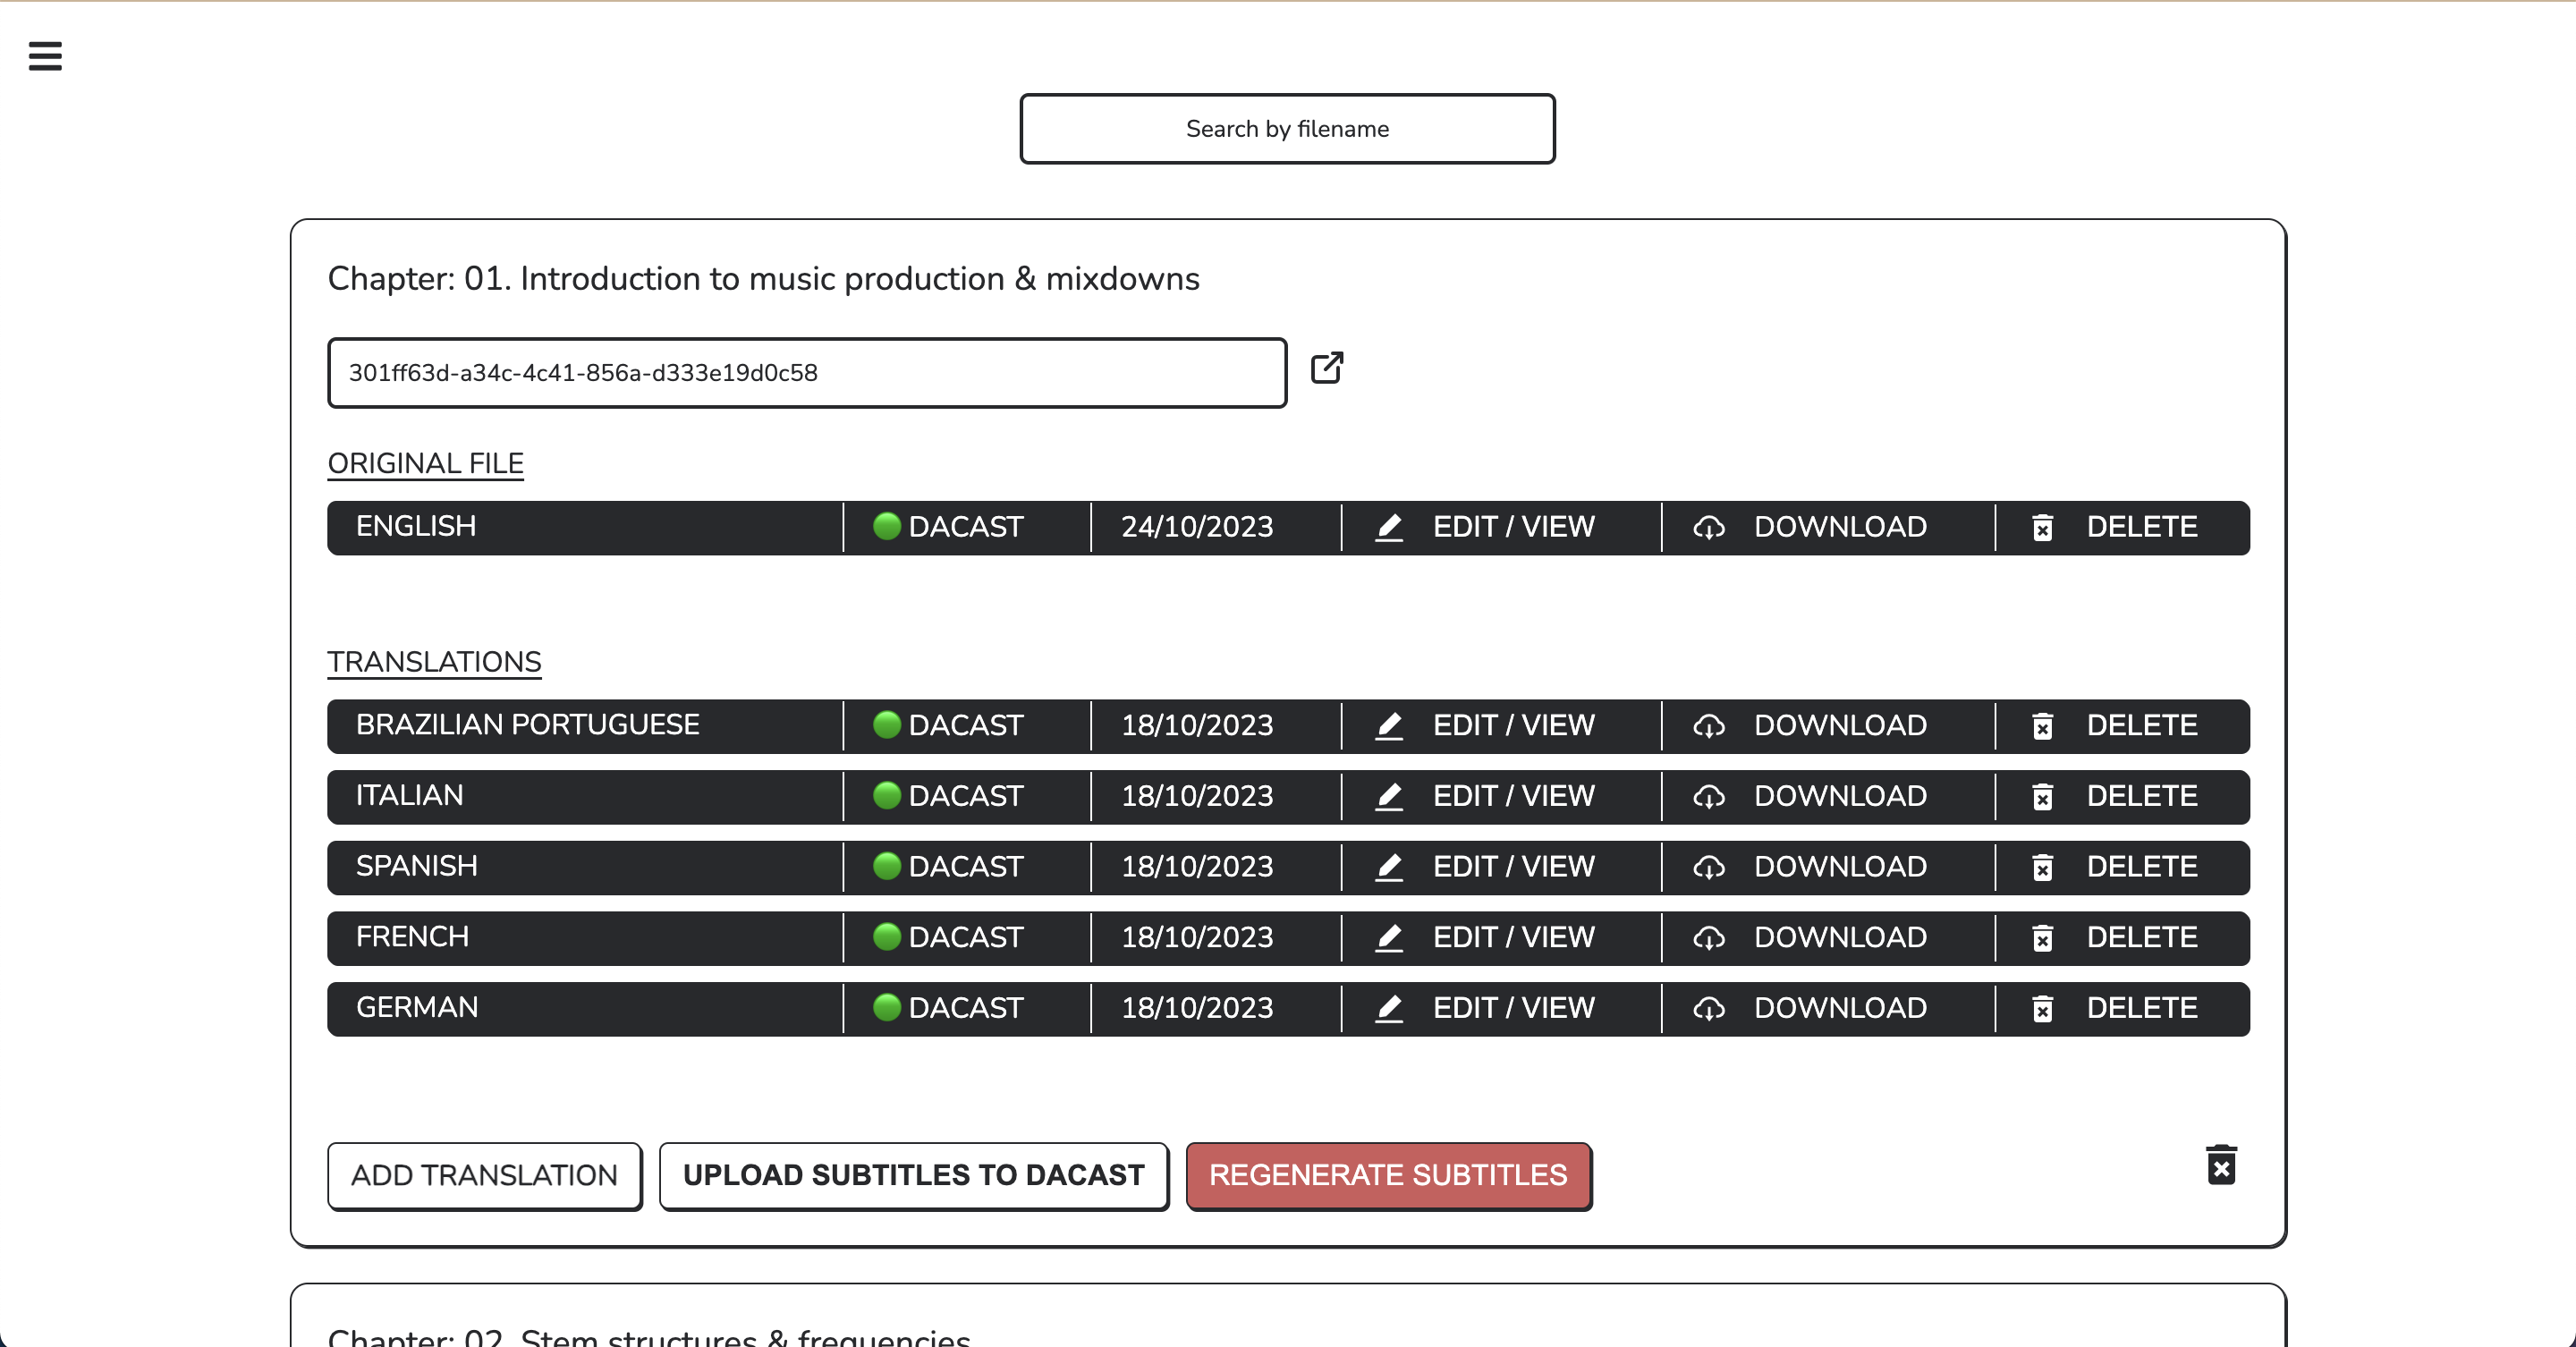 Search by filename
Chapter: 01. Introduction to music production & mixdowns
301ff63d-a34c-4c41-856a-d333e19d0c58
ORIGINAL FILE
ENGLISH DACAST 24/10/2023 EDIT / VIEW DOWNLOAD DELETE
TRANSLATIONS
BRAZILIAN PORTUGUESE DACAST 18/10/2023 EDIT / VIEW DOWNLOAD DELETE
ITALIAN DACAST 18/10/2023 EDIT / VIEW DOWNLOAD DELETE
SPANISH DACAST 18/10/2023 EDIT / VIEW DOWNLOAD DELETE
FRENCH DACAST 18/10/2023 EDIT / VIEW DOWNLOAD DELETE
GERMAN DACAST 18/10/2023 EDIT / VIEW DOWNLOAD DELETE
ADD TRANSLATION UPLOAD SUBTITLES TO DACAST REGENERATE SUBTITLES
Chapter: 02. Stem structures & frequencies